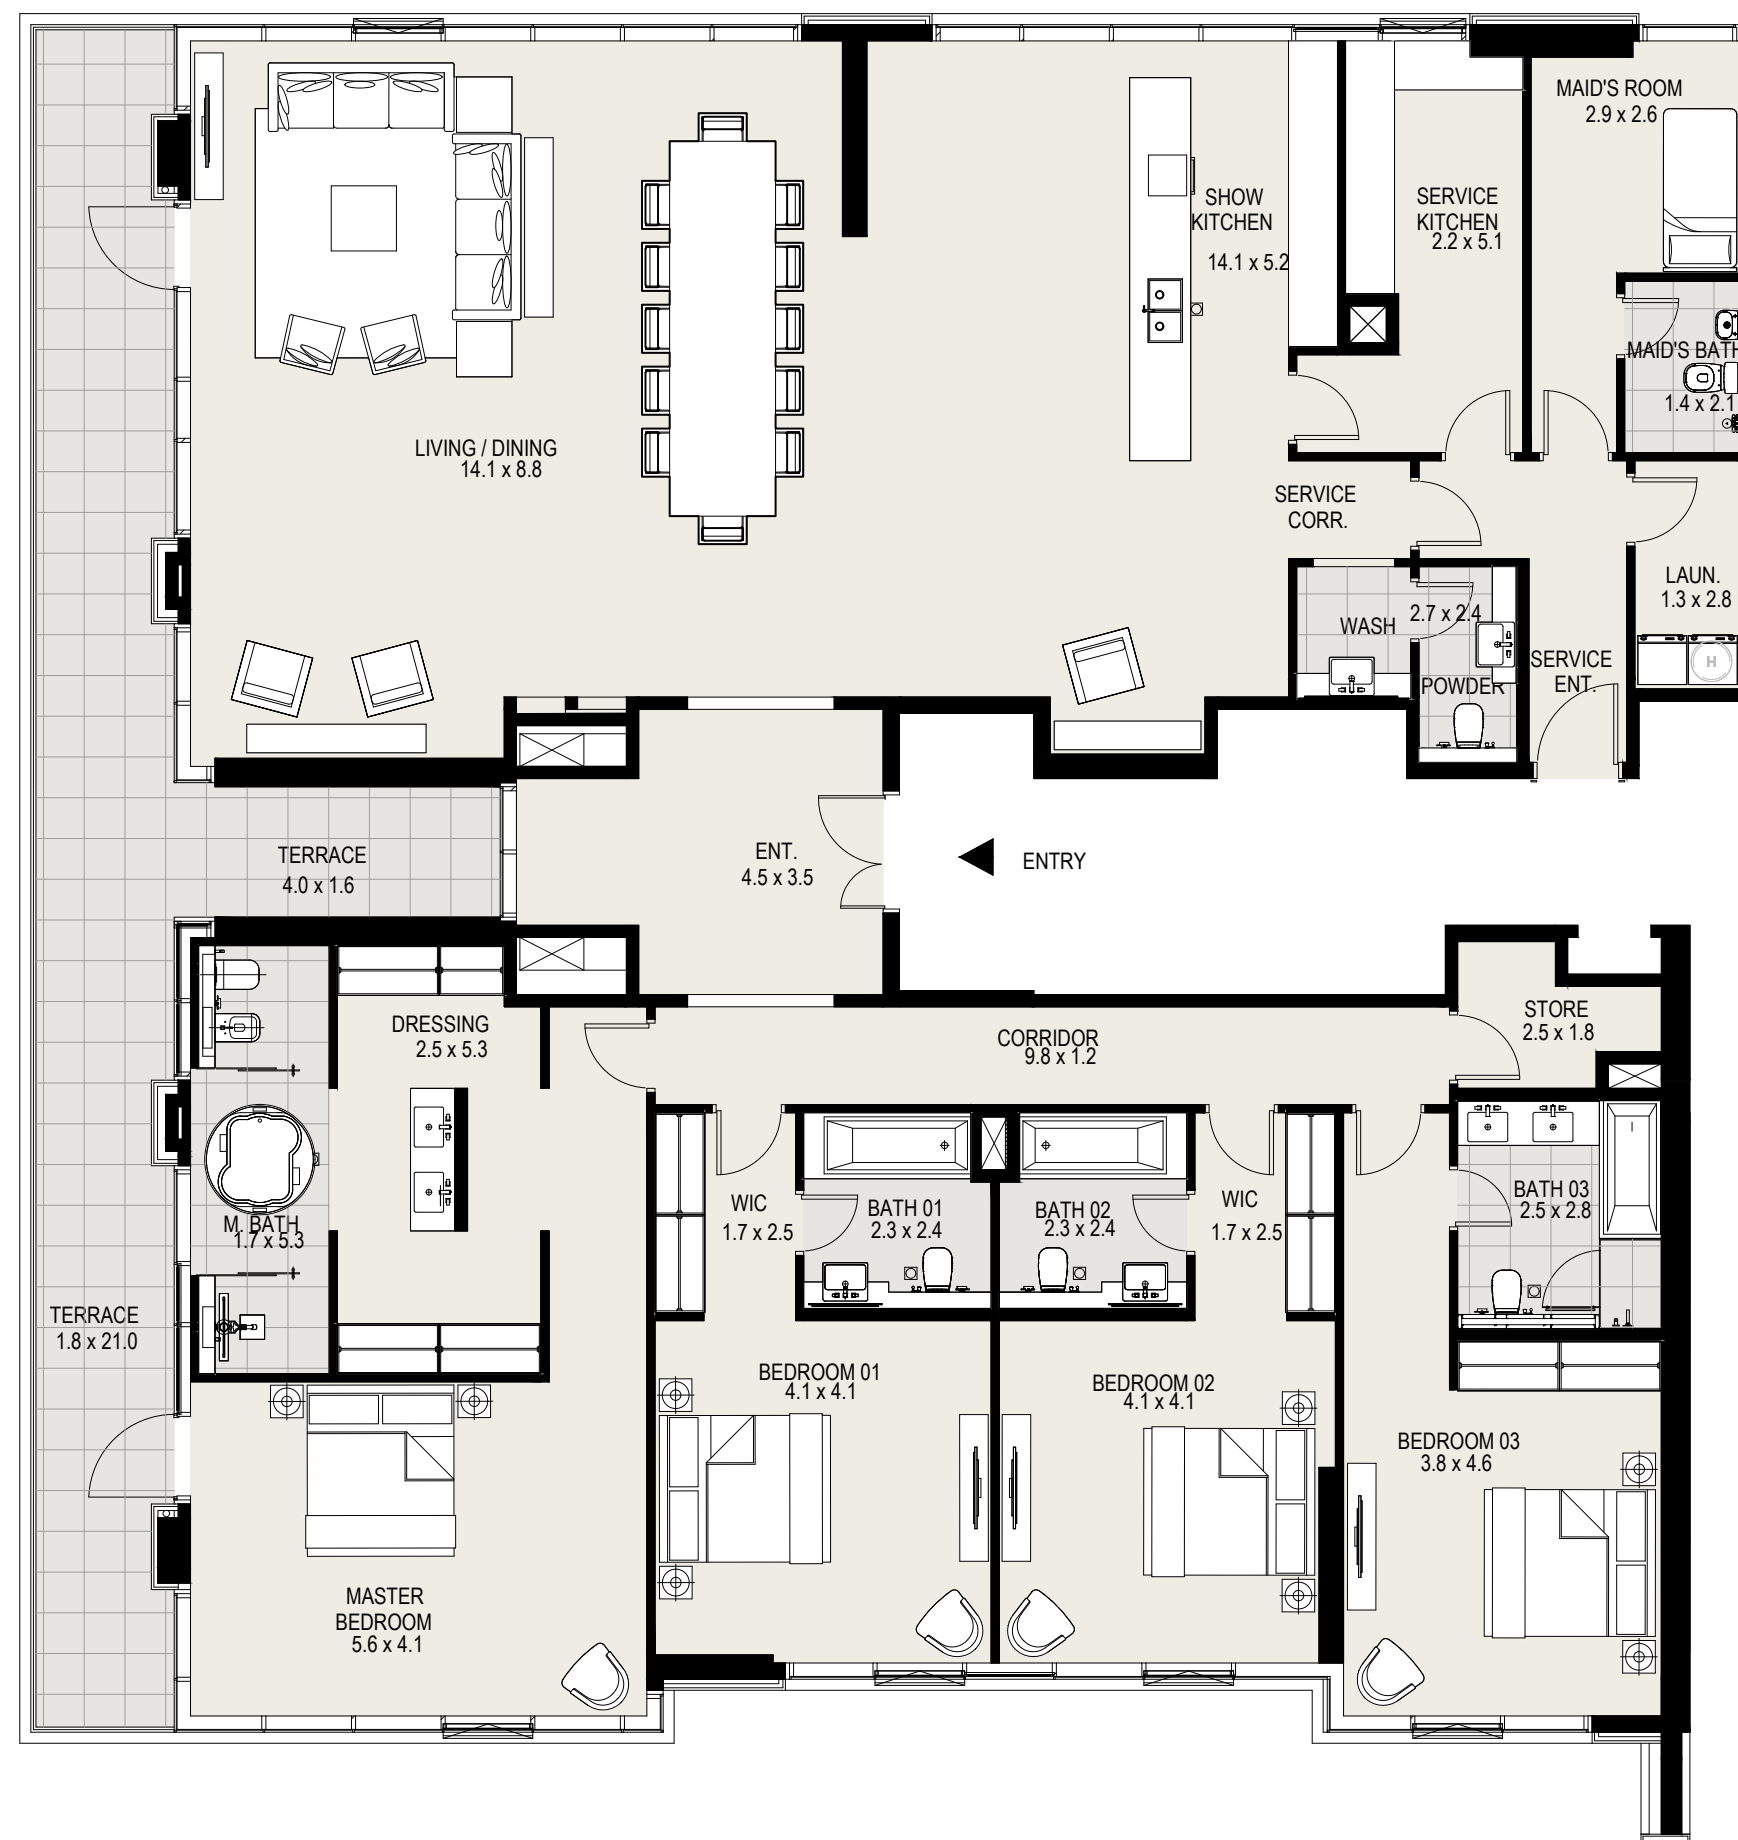 MAID'S ROOM
2.9 x 2.6
SHOW
KITCHEN
14.1 x 5.2
SERVICE
KITCHEN
2.2 x 5.1
MAID'S BATH
1.4 x 2.1
LIVING / DINING
14.1 x 8.8
SERVICE
CORR.
LAUN.
1.3 x 2.8
WASH
2.7 x 2.4
POWDER
SERVICE
ENT.
H
TERRACE
4.0 x 1.6
ENT.
4.5 x 3.5
ENTRY
DRESSING
2.5 x 5.3
CORRIDOR
9.8 x 1.2
STORE
2.5 x 1.8
M. BATH
1.7 x 5.3
WIC
1.7 x 2.5
BATH 01
2.3 x 2.4
BATH 02
2.3 x 2.4
WIC
1.7 x 2.5
BATH 03
2.5 x 2.8
TERRACE
1.8 x 21.0
BEDROOM 01
4.1 x 4.1
BEDROOM 02
4.1 x 4.1
BEDROOM 03
3.8 x 4.6
MASTER
BEDROOM
5.6 x 4.1